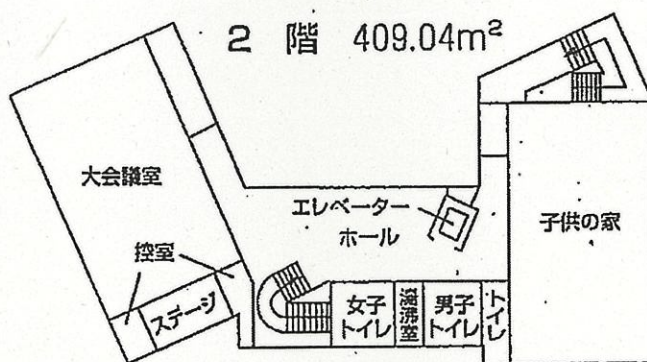 2 階 409.04m²
大会議室
エレベーター
ホール
子供の家
控室
ステージ
女子
トイレ
湯沸室
男子
トイレ
トイレ